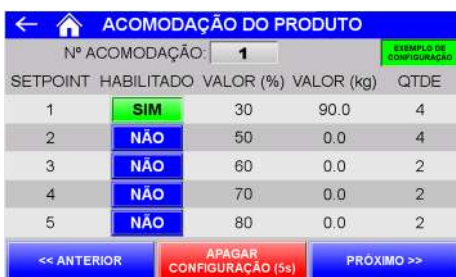 ACOMODAÇÃO DO PRODUTO
Nº ACOMODAÇÃO: 1
EXEMPLO DE
CONFIGURAÇÃO
SETPOINT HABILITADO VALOR (%) VALOR (kg) QTDE
1 SIM 30 90.0 4
2 NÃO 50 0.0 4
3 NÃO 60 0.0 2
4 NÃO 70 0.0 2
5 NÃO 80 0.0 2
<< ANTERIOR
APAGAR
CONFIGURAÇÃO (5s)
PRÓXIMO >>